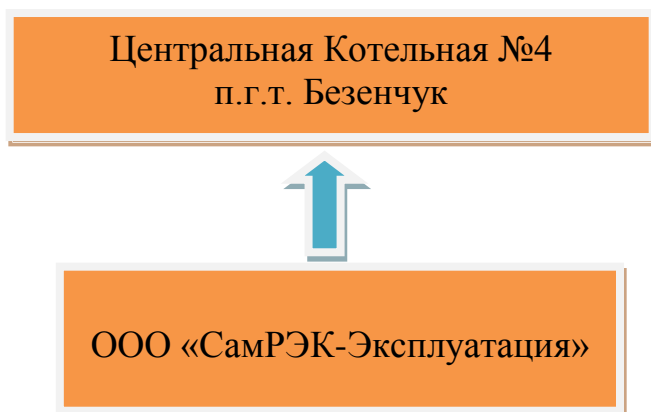 Центральная Котельная №4
п.г.т. Безенчук
ООО «СамРЭК-Эксплуатация»